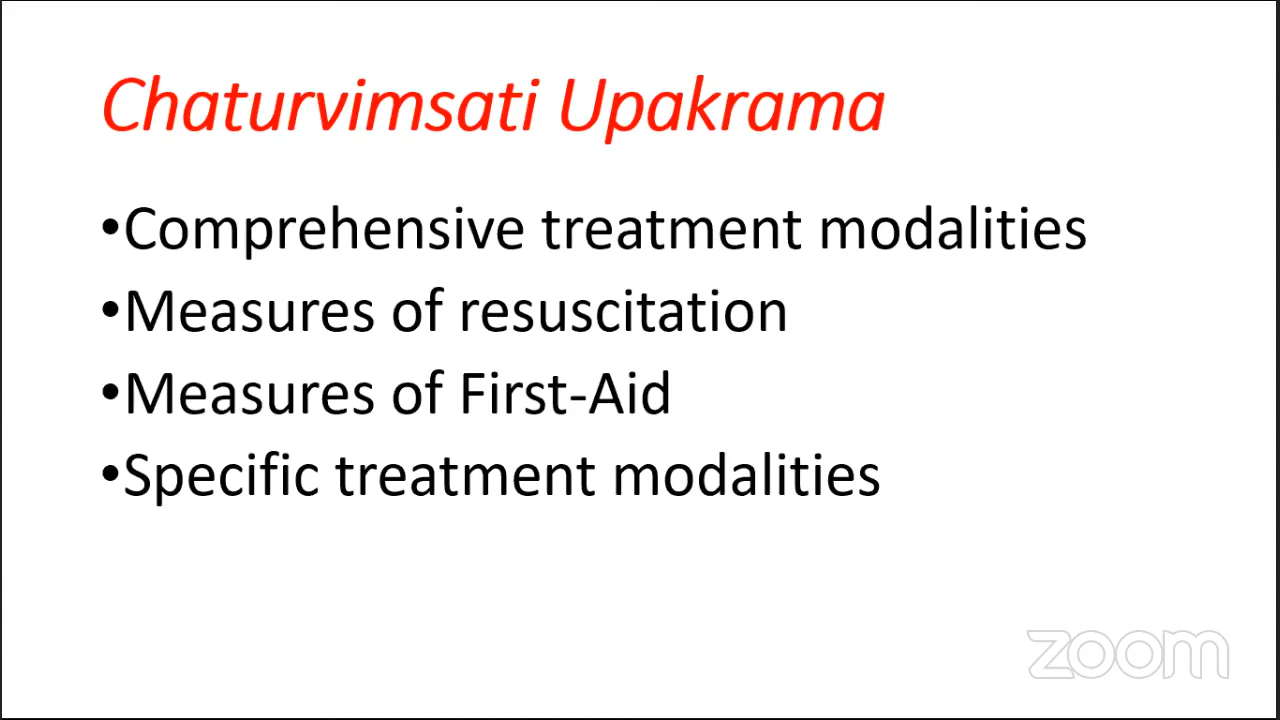 Chaturvimsati Upakrama
•Comprehensive treatment modalities
•Measures of resuscitation
•Measures of First-Aid
•Specific treatment modalities
zoom